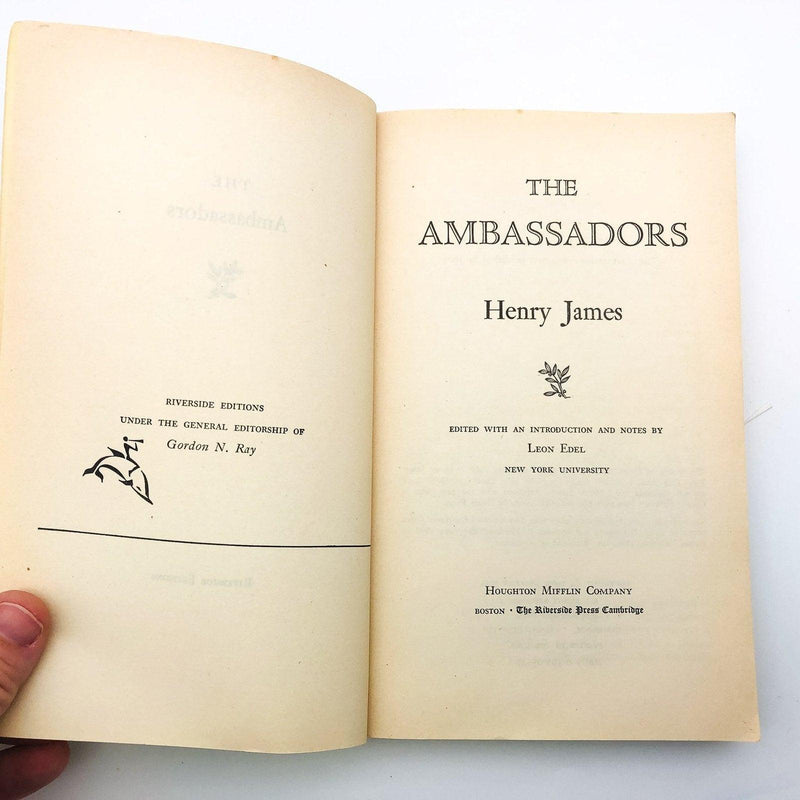 RIVERSIDE EDITIONS
UNDER THE GENERAL EDITORSHIP OF
Gordon N. Ray
THE
AMBASSADORS
Henry James
EDITED WITH AN INTRODUCTION AND NOTES BY
LEON EDEL
NEW YORK UNIVERSITY
HOUGHTON MIFFLIN COMPANY
BOSTON • The Riverside Press Cambridge